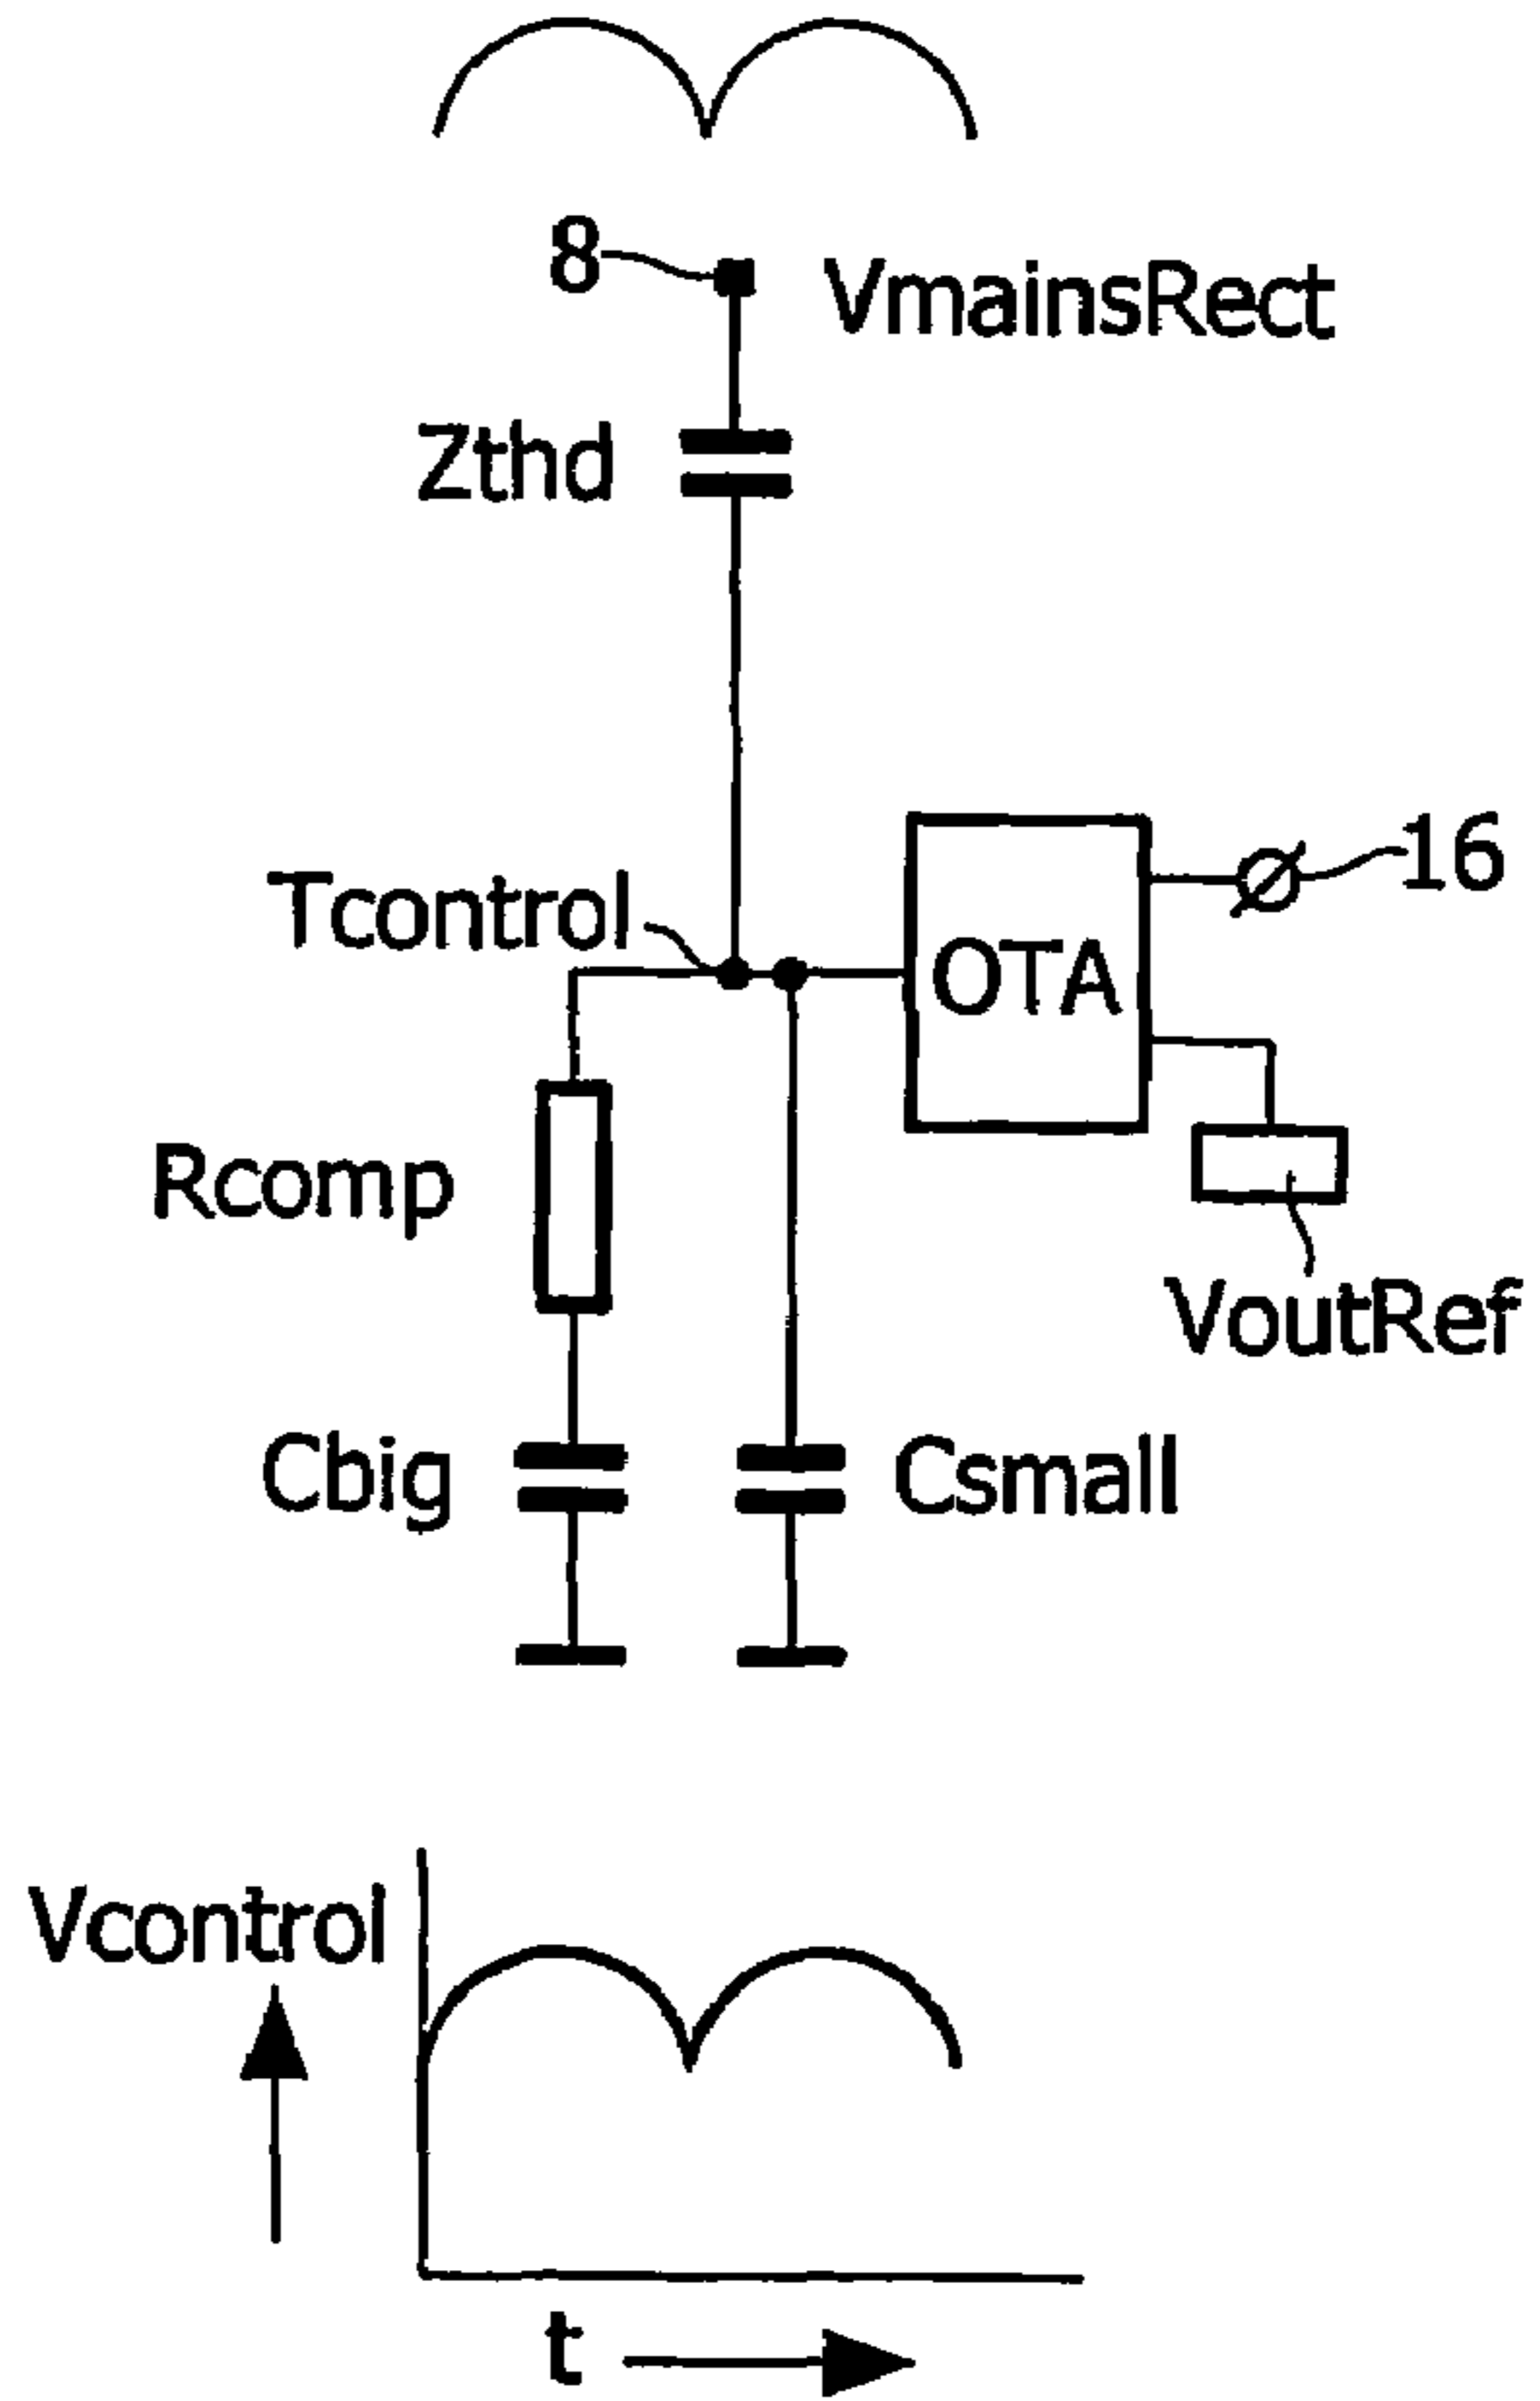 8
VmainsRect
Zthd
Tcontrol
16
OTA
Rcomp
VoutRef
Cbig
Csmall
Vcontrol
t